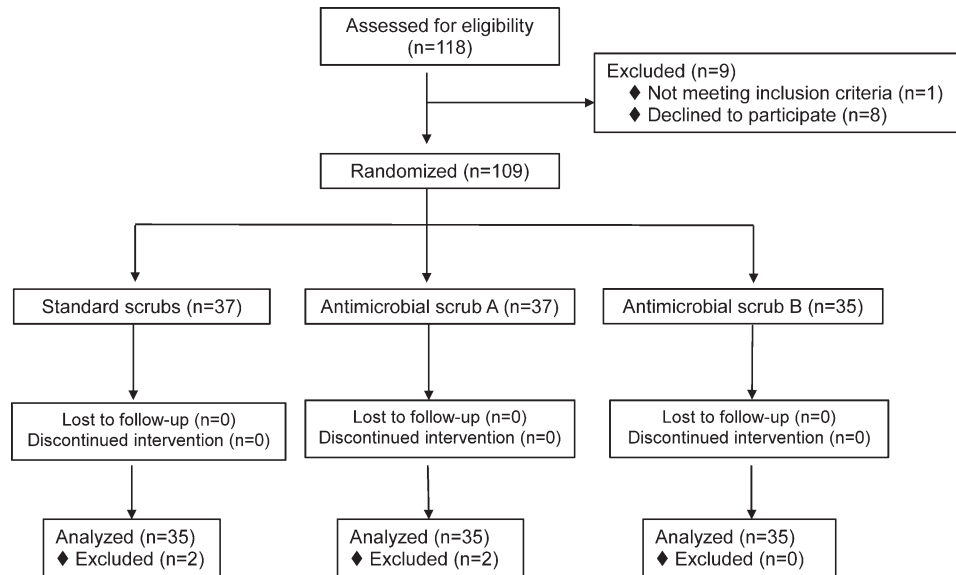 Assessed for eligibility
(n=118)
Excluded (n=9)
♦ Not meeting inclusion criteria (n=1)
♦ Declined to participate (n=8)
Randomized (n=109)
Standard scrubs (n=37)
Antimicrobial scrub A (n=37)
Antimicrobial scrub B (n=35)
Lost to follow-up (n=0)
Discontinued intervention (n=0)
Lost to follow-up (n=0)
Discontinued intervention (n=0)
Lost to follow-up (n=0)
Discontinued intervention (n=0)
Analyzed (n=35)
♦ Excluded (n=2)
Analyzed (n=35)
♦ Excluded (n=2)
Analyzed (n=35)
♦ Excluded (n=0)